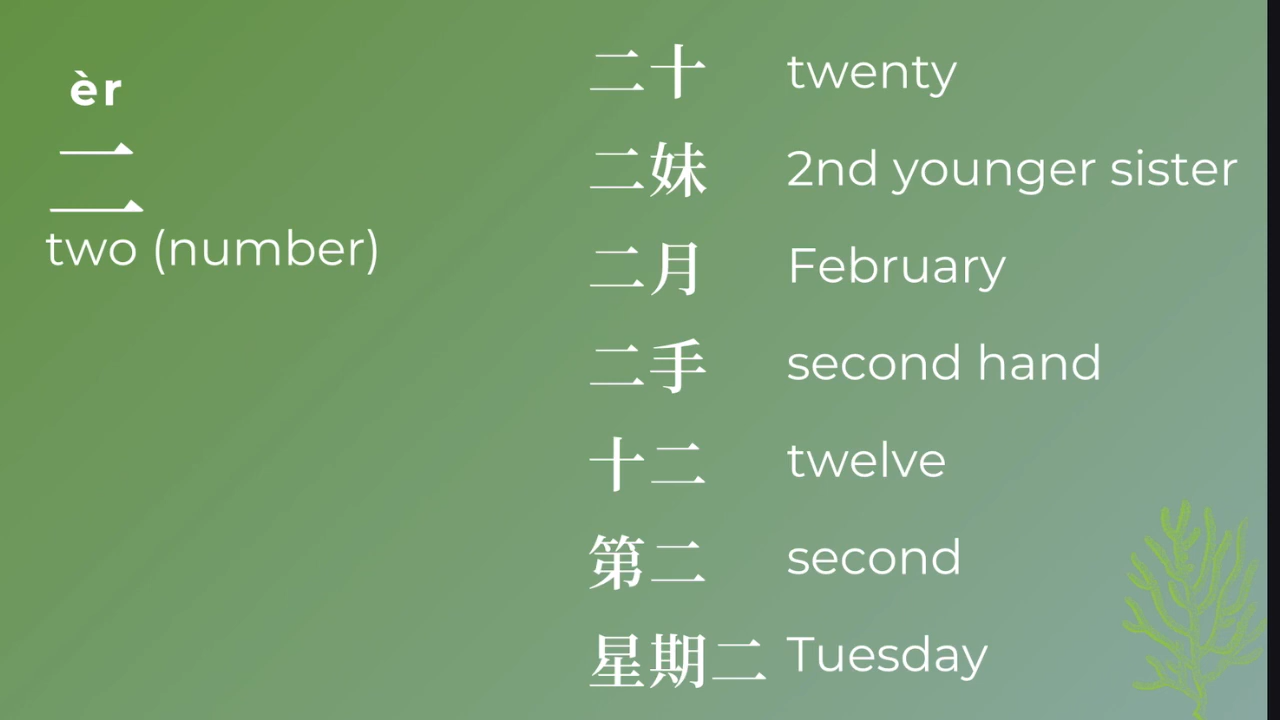 èr
二
two (number)
二十 twenty
二妹 2nd younger sister
二月 February
二手 second hand
十二 twelve
第二 second
星期二 Tuesday